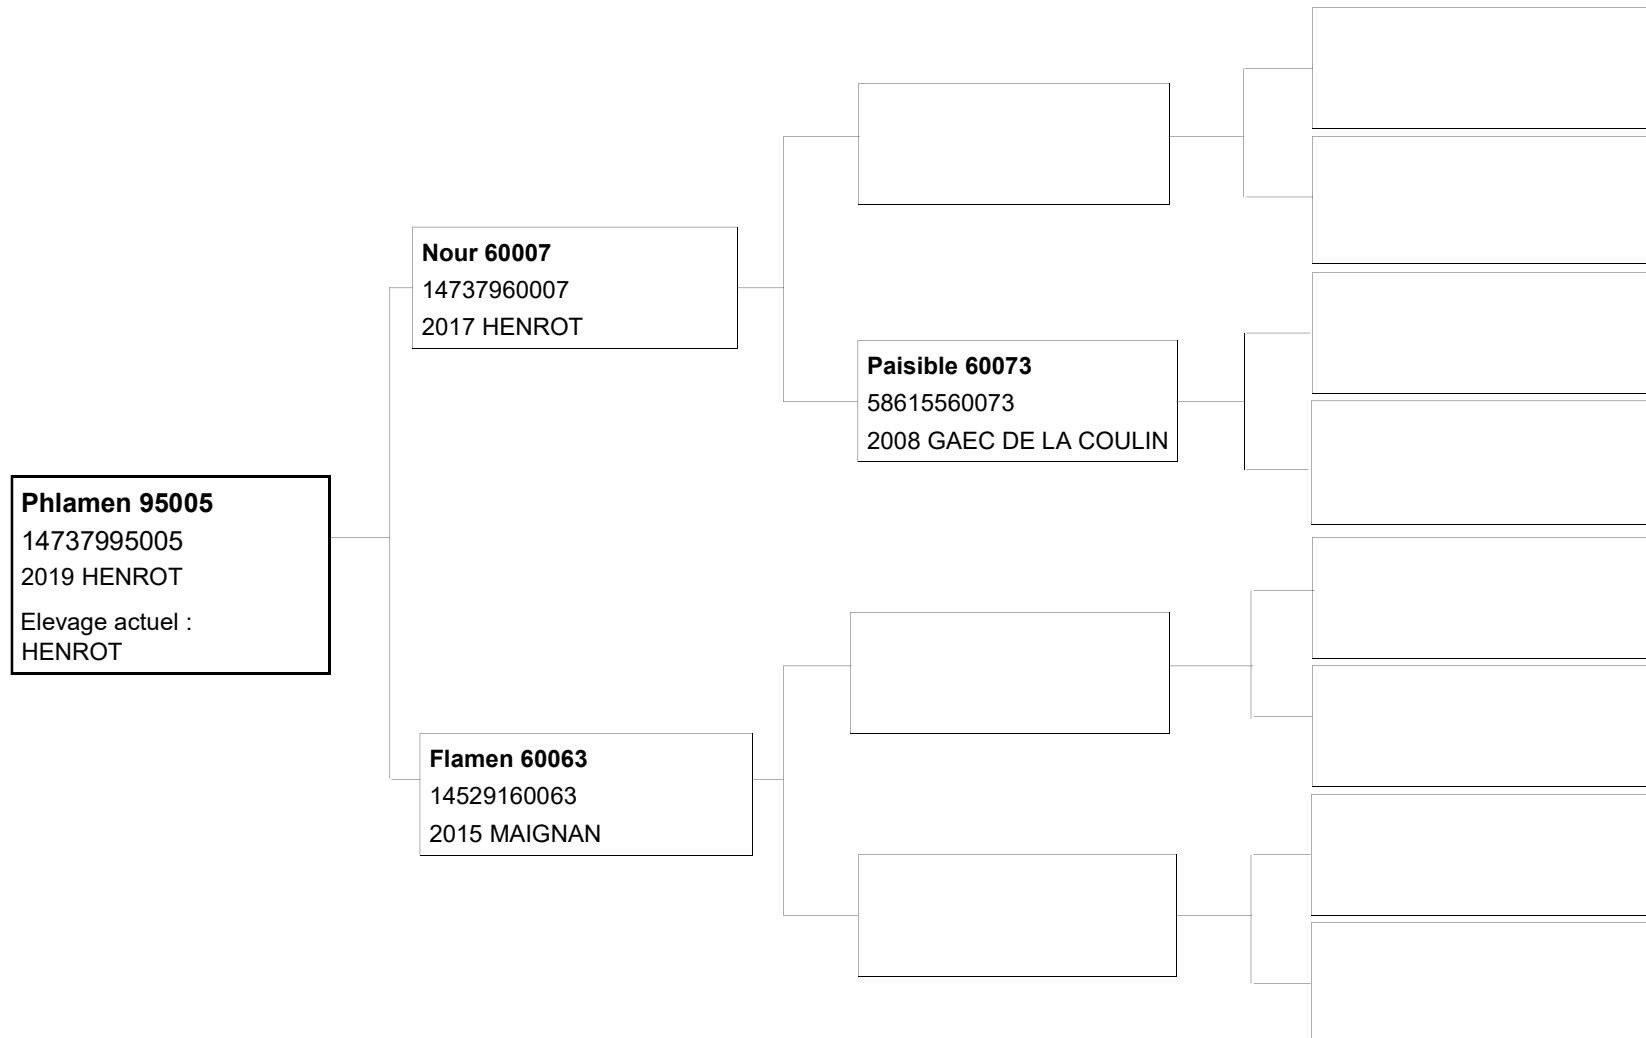 Nour 60007
14737960007
2017 HENROT
Paisible 60073
58615560073
2008 GAEC DE LA COULIN
Phlamen 95005
14737995005
2019 HENROT
Elevage actuel :
HENROT
Flamen 60063
14529160063
2015 MAIGNAN